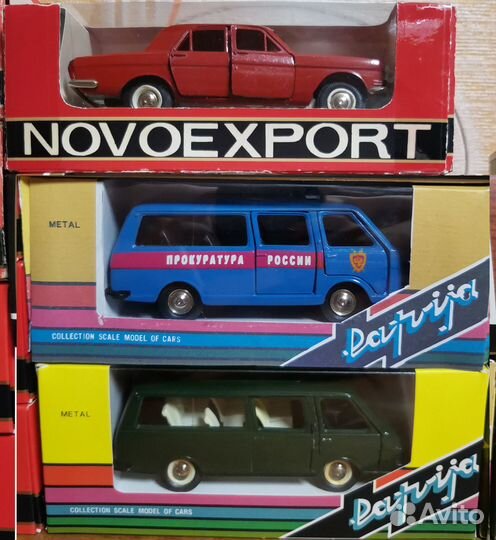 NOVOEXPORT
METAL
ПРОКУРАТУРА РОССИИ
COLLECTION SCALE MODEL OF CARS
Latvija
METAL
COLLECTION SCALE MODEL OF CARS
Latvija
Avito